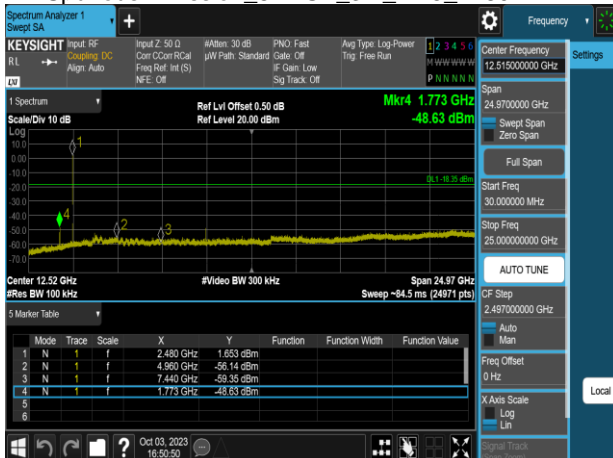 Spectrum Analyzer 1
Swept SA
+
Frequency
KEYSIGHT
RL
LXI
Input: RF
Coupling: DC
Align: Auto
Input Z: 50 Ω
Corr CCorr RCal
Freq Ref: Int (S)
NFE: Off
#Atten: 30 dB
µW Path: Standard
PNO: Fast
Gate: Off
IF Gain: Low
Sig Track: Off
Avg Type: Log-Power
Trig: Free Run
1 2 3 4 5 6
M W W W W W
P N N N N N
Center Frequency
12.515000000 GHz
Settings
1 Spectrum
Scale/Div 10 dB
Ref Lvl Offset 0.50 dB
Ref Level 20.00 dBm
Mkr4 1.773 GHz
-48.63 dBm
Span
24.9700000 GHz
Swept Span
Zero Span
Full Span
Log
10.0
0.00
-10.0
-20.0
-30.0
-40.0
-50.0
-60.0
-70.0
1
2
3
4
DL1 -18.35 dBm
Start Freq
30.000000 MHz
Stop Freq
25.000000000 GHz
AUTO TUNE
Center 12.52 GHz
#Res BW 100 kHz
#Video BW 300 kHz
Span 24.97 GHz
Sweep ~84.5 ms (24971 pts)
CF Step
2.497000000 GHz
Auto
Man
5 Marker Table
Mode Trace Scale X Y Function Function Width Function Value
1 N 1 f 2.480 GHz 1.653 dBm
2 N 1 f 4.960 GHz -56.14 dBm
3 N 1 f 7.440 GHz -59.35 dBm
4 N 1 f 1.773 GHz -48.63 dBm
5
6
Freq Offset
0 Hz
X Axis Scale
Log
Lin
Local
Signal Track
?
Oct 03, 2023
16:50:50